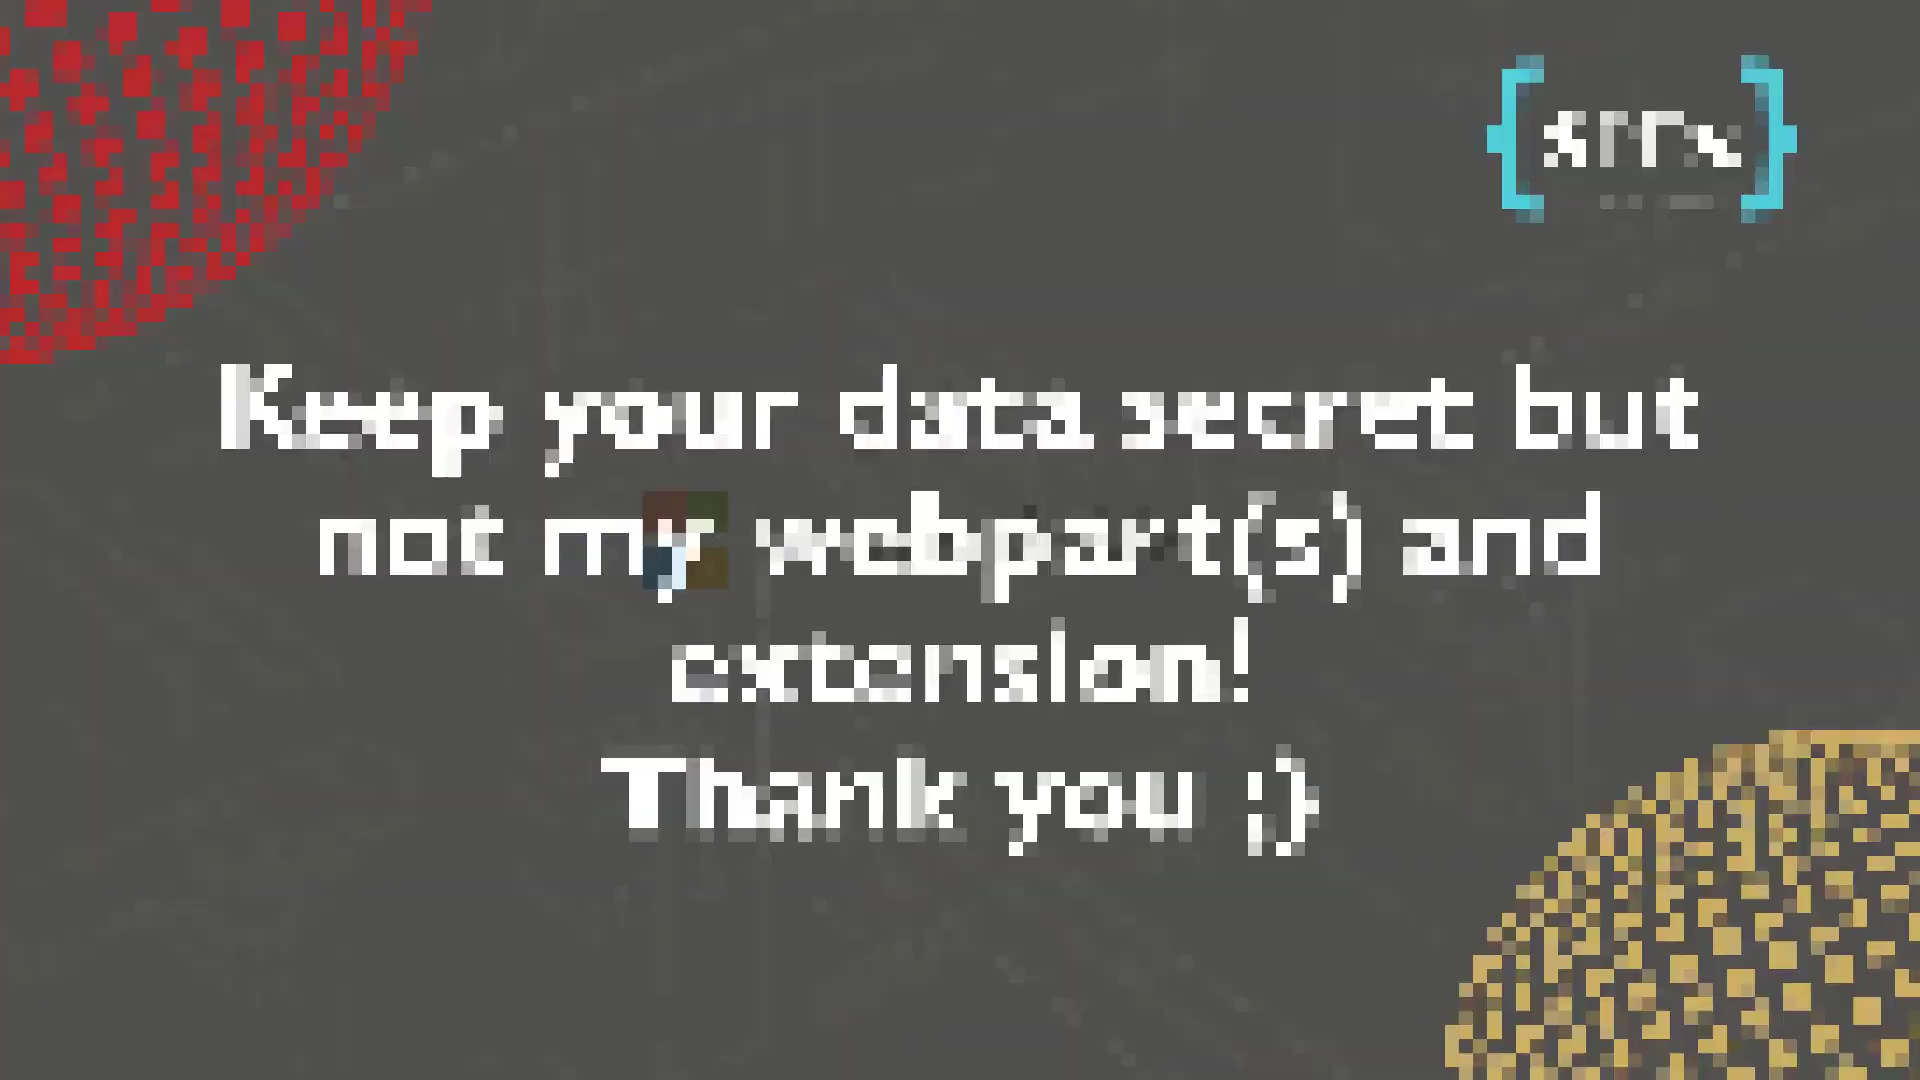 Keep your data secret but
not my webpart(s) and
extension!
Thank you :)